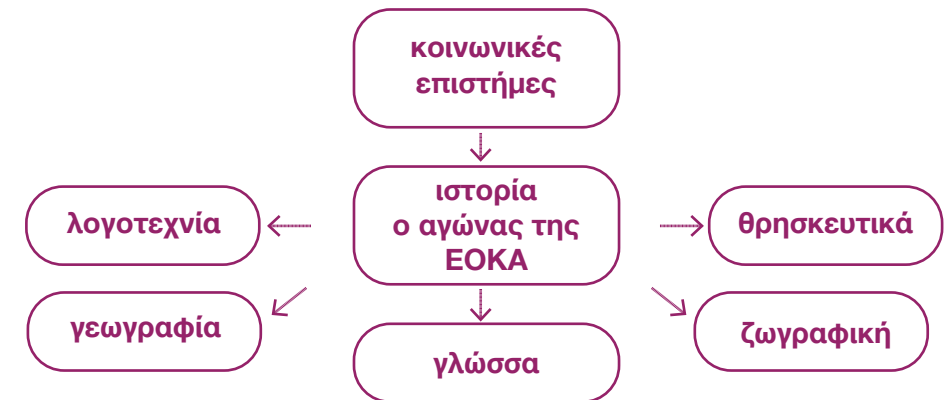 κοινωνικές
επιστήμες
ιστορία
ο αγώνας της
ΕΟΚΑ
λογοτεχνία
θρησκευτικά
γεωγραφία
ζωγραφική
γλώσσα